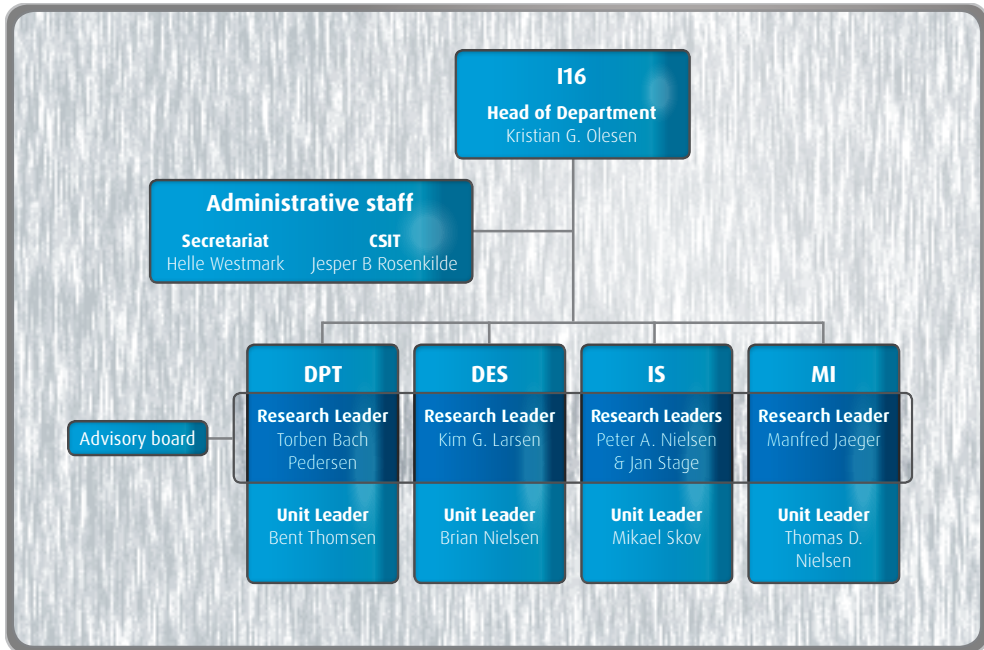 I16
Head of Department
Kristian G. Olesen
Administrative staff
Secretariat
Helle Westmark
CSIT
Jesper B Rosenkilde
Advisory board
DPT
Research Leader
Torben Bach
Pedersen
Unit Leader
Bent Thomsen
DES
Research Leader
Kim G. Larsen
Unit Leader
Brian Nielsen
IS
Research Leaders
Peter A. Nielsen
& Jan Stage
Unit Leader
Mikael Skov
MI
Research Leader
Manfred Jaeger
Unit Leader
Thomas D.
Nielsen